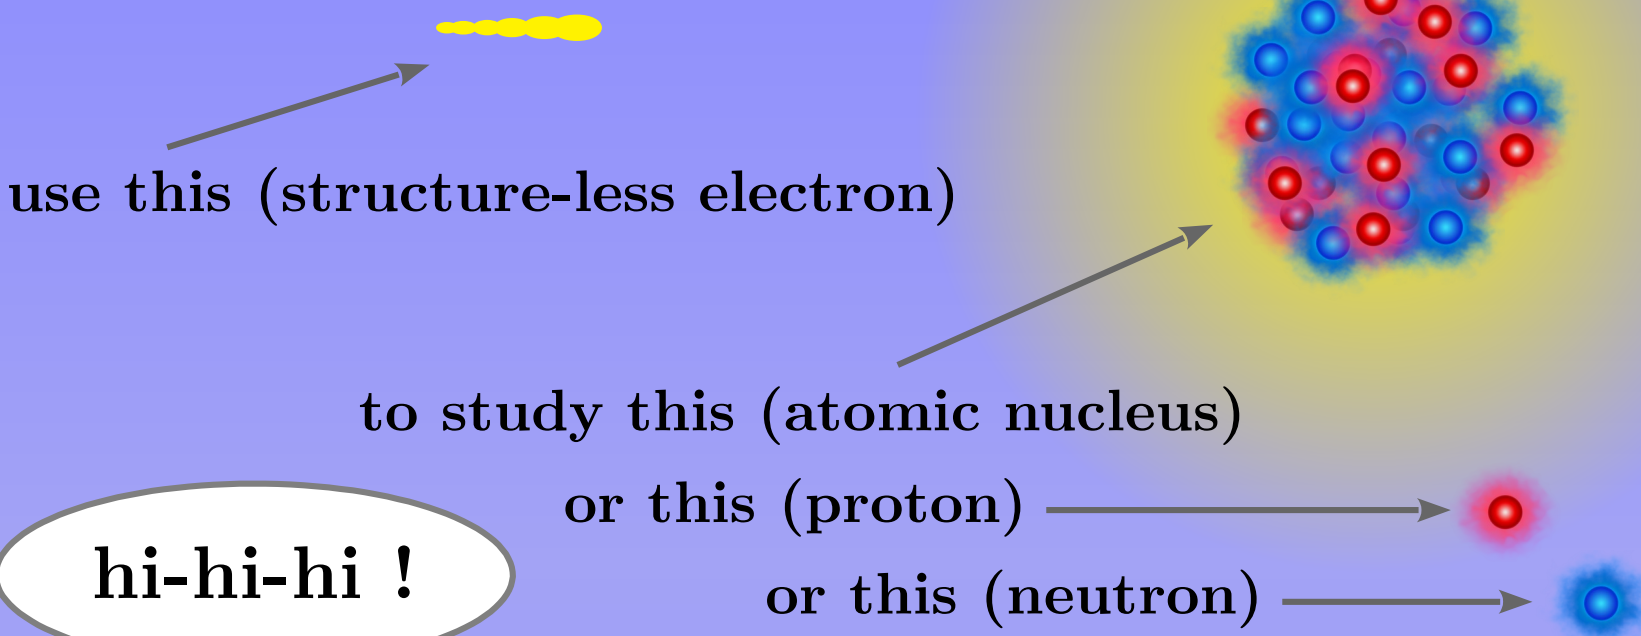 use this (structure-less electron)
to study this (atomic nucleus)
or this (proton)
hi-hi-hi !
or this (neutron)